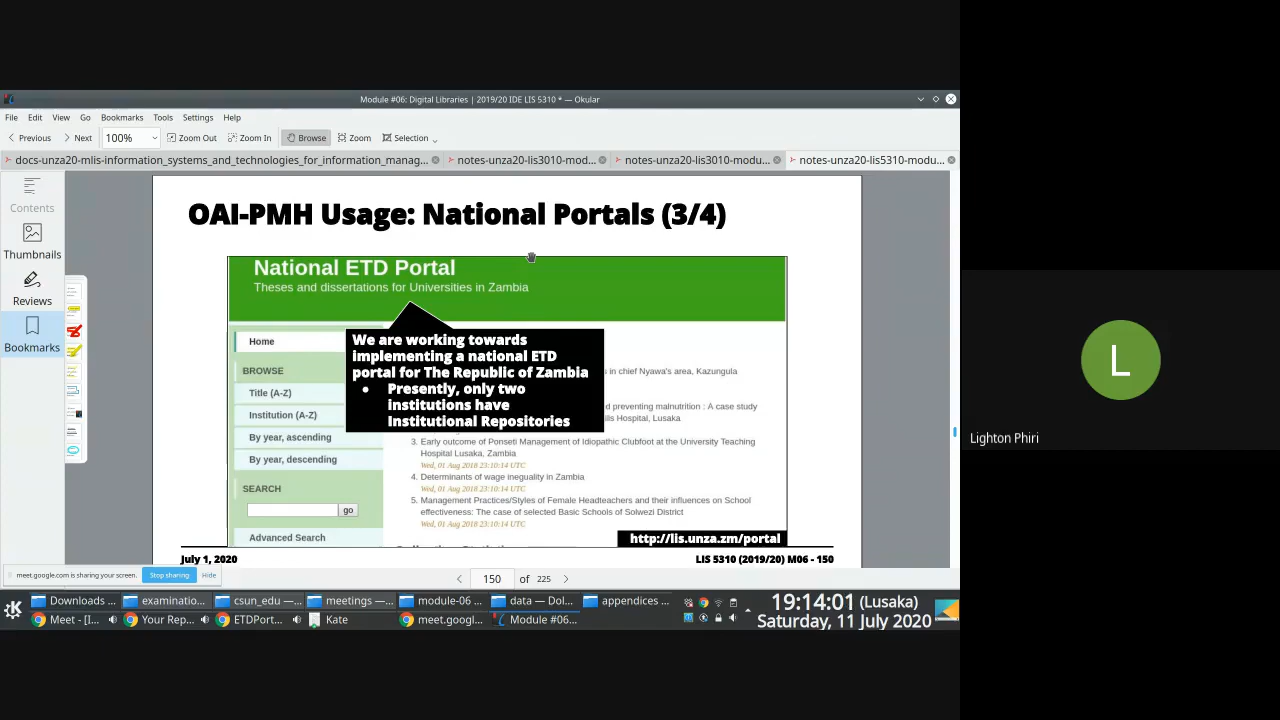 Module #06: Digital Libraries | 2019/20 IDE LIS 5310 * — Okular
File Edit View Go Bookmarks Tools Settings Help
Previous Next 100% Zoom Out Zoom In Browse Zoom Selection
docs-unza20-mlis-information_systems_and_technologies_for_information_manag... notes-unza20-lis3010-mod... notes-unza20-lis3010-modu... notes-unza20-lis5310-modu...
Contents
Thumbnails
Reviews
Bookmarks
OAI-PMH Usage: National Portals (3/4)
National ETD Portal
Theses and dissertations for Universities in Zambia
Home
BROWSE
Title (A-Z)
Institution (A-Z)
By year, ascending
By year, descending
SEARCH
go
Advanced Search
We are working towards
implementing a national ETD
portal for The Republic of Zambia
● Presently, only two
institutions have
Institutional Repositories
in chief Nyawa's area, Kazungula
d preventing malnutrition : A case study
Hospital, Lusaka
3. Early outcome of Ponseti Management of Idiopathic Clubfoot at the University Teaching
Hospital Lusaka, Zambia
Wed, 01 Aug 2018 23:10:14 UTC
4. Determinants of wage inequality in Zambia
Wed, 01 Aug 2018 23:10:14 UTC
5. Management Practices/Styles of Female Headteachers and their influences on School
effectiveness: The case of selected Basic Schools of Solwezi District
Wed, 01 Aug 2018 23:10:14 UTC
http://lis.unza.zm/portal
July 1, 2020 LIS 5310 (2019/20) M06 - 150
meet.google.com is sharing your screen. Stop sharing Hide
150 of 225
Downloads ... examinatio... csun_edu —... meetings —... module-06 ... data — Dol... appendices ...
Meet - [I... Your Rep... ETDPort... Kate meet.googl... Module #06...
19:14:01 (Lusaka)
Saturday, 11 July 2020
L
Lighton Phiri